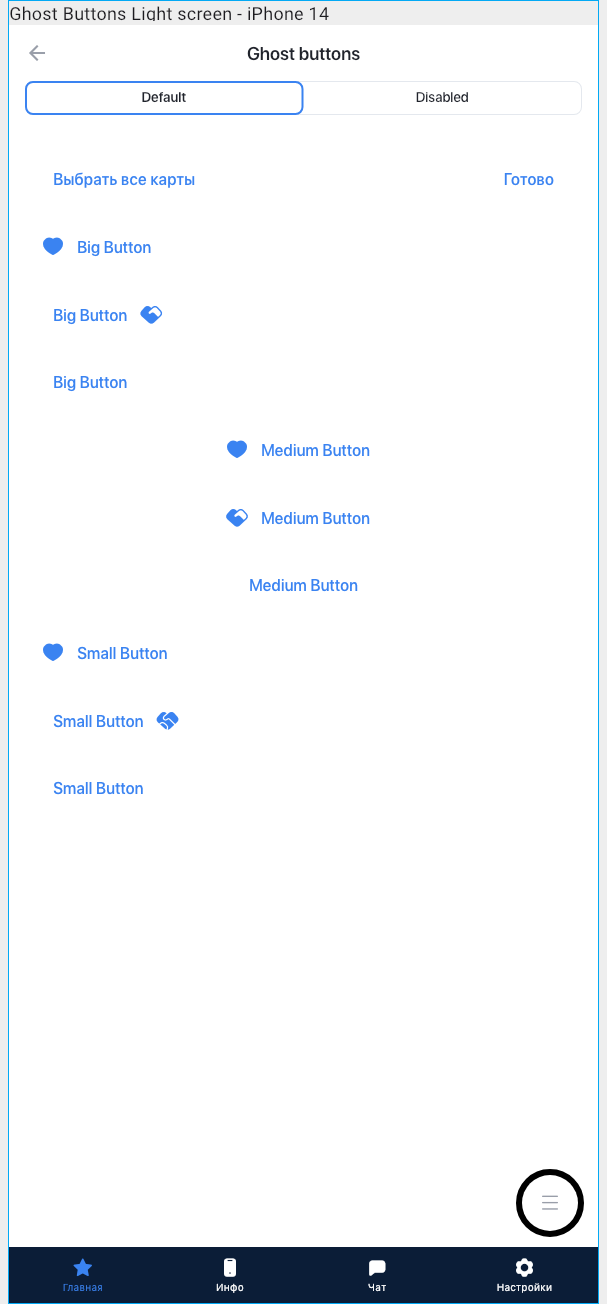 Ghost Buttons Light screen - iPhone 14
Ghost buttons
Default Disabled
Выбрать все карты Готово
Big Button
Big Button
Big Button
Medium Button
Medium Button
Medium Button
Small Button
Small Button
Small Button
Главная Инфо Чат Настройки